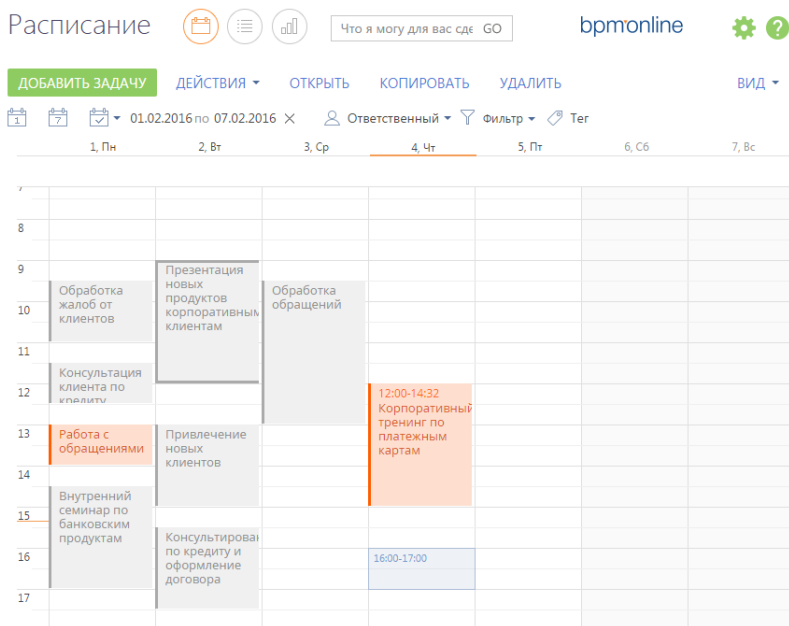 Расписание
Что я могу для вас сде GO
bpm'online
ДОБАВИТЬ ЗАДАЧУ ДЕЙСТВИЯ ОТКРЫТЬ КОПИРОВАТЬ УДАЛИТЬ ВИД
1 7 01.02.2016 по 07.02.2016 Ответственный Фильтр Тег
1, Пн 2, Вт 3, Ср 4, Чт 5, Пт 6, Сб 7, Вс
8
9
10
11
12
13
14
15
16
17
Обработка
жалоб от
клиентов
Консультация
клиента по
кредиту
Работа с
обращениями
Внутренний
семинар по
банковским
продуктам
Презентация
новых
продуктов
корпоративным
клиентам
Привлечение
новых
клиентов
Консультирован
по кредиту и
оформление
договора
Обработка
обращений
12:00-14:32
Корпоративный
тренинг по
платежным
картам
16:00-17:00